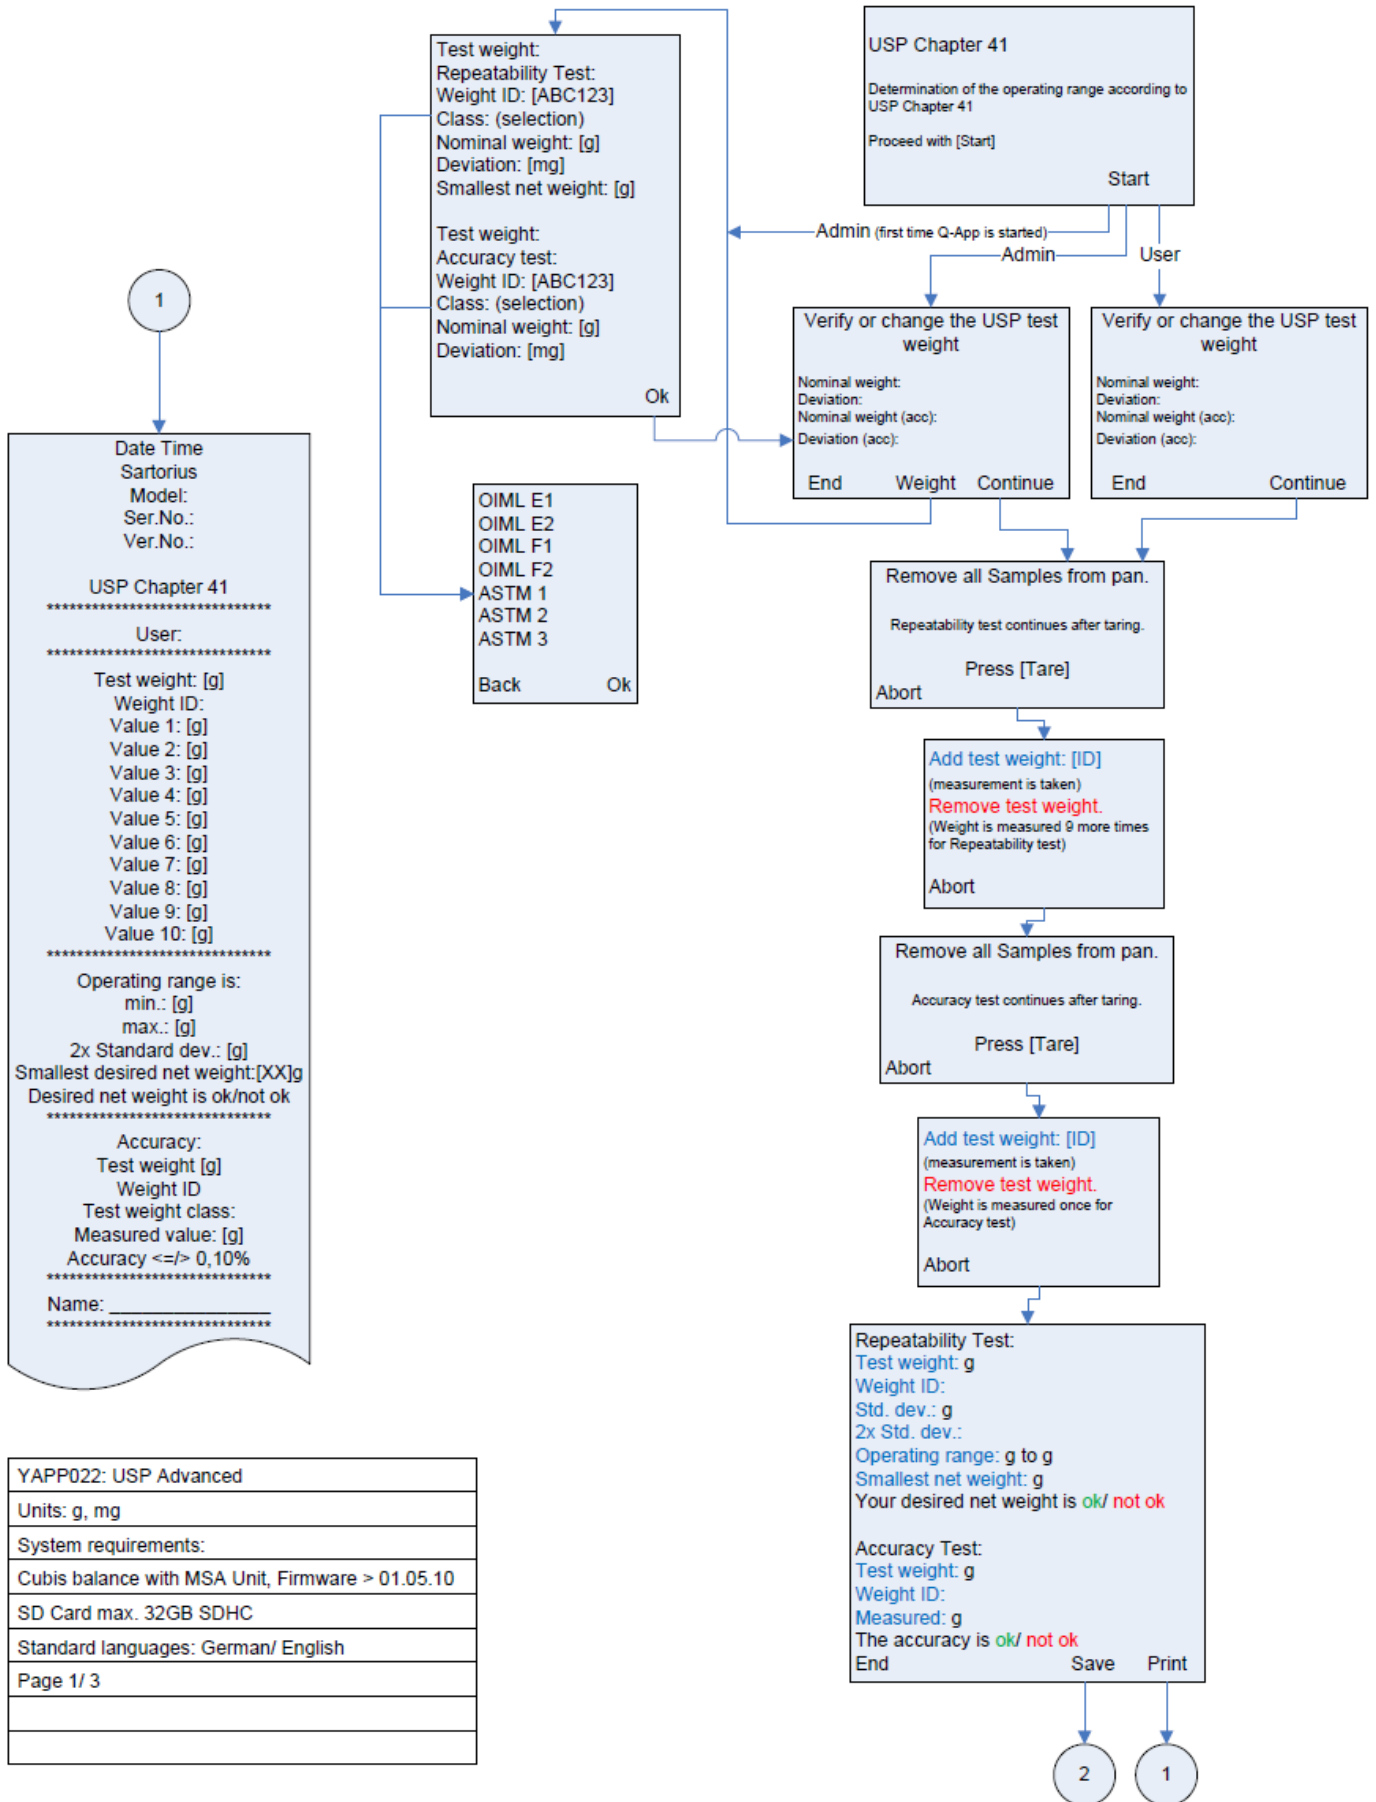 Test weight:
Repeatability Test:
Weight ID: [ABC123]
Class: (selection)
Nominal weight: [g]
Deviation: [mg]
Smallest net weight: [g]
Test weight:
Accuracy test:
Weight ID: [ABC123]
Class: (selection)
Nominal weight: [g]
Deviation: [mg]
Ok
USP Chapter 41
Determination of the operating range according to
USP Chapter 41
Proceed with [Start]
Start
Admin (first time Q-App is started)
Admin
User
Verify or change the USP test
weight
Nominal weight:
Deviation:
Nominal weight (acc):
Deviation (acc):
End Weight Continue
Verify or change the USP test
weight
Nominal weight:
Deviation:
Nominal weight (acc):
Deviation (acc):
End Continue
OIML E1
OIML E2
OIML F1
OIML F2
ASTM 1
ASTM 2
ASTM 3
Back Ok
Remove all Samples from pan.
Repeatability test continues after taring.
Press [Tare]
Abort
Add test weight: [ID]
(measurement is taken)
Remove test weight.
(Weight is measured 9 more times
for Repeatability test)
Abort
Remove all Samples from pan.
Accuracy test continues after taring.
Press [Tare]
Abort
Add test weight: [ID]
(measurement is taken)
Remove test weight.
(Weight is measured once for
Accuracy test)
Abort
Repeatability Test:
Test weight: g
Weight ID:
Std. dev.: g
2x Std. dev.:
Operating range: g to g
Smallest net weight: g
Your desired net weight is ok/ not ok
Accuracy Test:
Test weight: g
Weight ID:
Measured: g
The accuracy is ok/ not ok
End Save Print
2
1
1
Date Time
Sartorius
Model:
Ser.No.:
Ver.No.:
USP Chapter 41
******************************
User:
******************************
Test weight: [g]
Weight ID:
Value 1: [g]
Value 2: [g]
Value 3: [g]
Value 4: [g]
Value 5: [g]
Value 6: [g]
Value 7: [g]
Value 8: [g]
Value 9: [g]
Value 10: [g]
******************************
Operating range is:
min.: [g]
max.: [g]
2x Standard dev.: [g]
Smallest desired net weight:[XX]g
Desired net weight is ok/not ok
******************************
Accuracy:
Test weight [g]
Weight ID
Test weight class:
Measured value: [g]
Accuracy <=/> 0,10%
******************************
Name: _______________
******************************
YAPP022: USP Advanced
Units: g, mg
System requirements:
Cubis balance with MSA Unit, Firmware > 01.05.10
SD Card max. 32GB SDHC
Standard languages: German/ English
Page 1/ 3